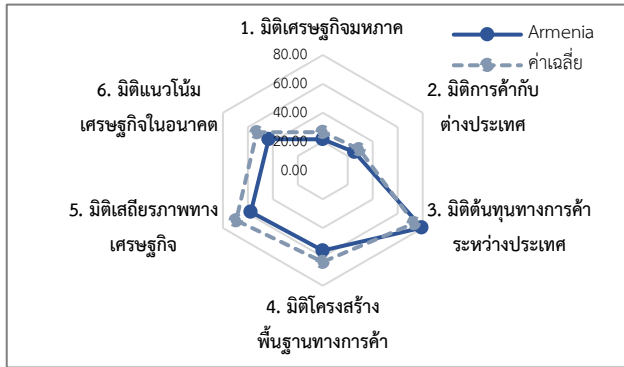 1. มิติเศรษฐกิจมหภาค
Armenia
ค่าเฉลี่ย
80.00
60.00
40.00
20.00
0.00
2. มิติการค้ากับ
ต่างประเทศ
3. มิติต้นทุนทางการค้า
ระหว่างประเทศ
4. มิติโครงสร้าง
พื้นฐานทางการค้า
5. มิติเสถียรภาพทาง
เศรษฐกิจ
6. มิติแนวโน้ม
เศรษฐกิจในอนาคต